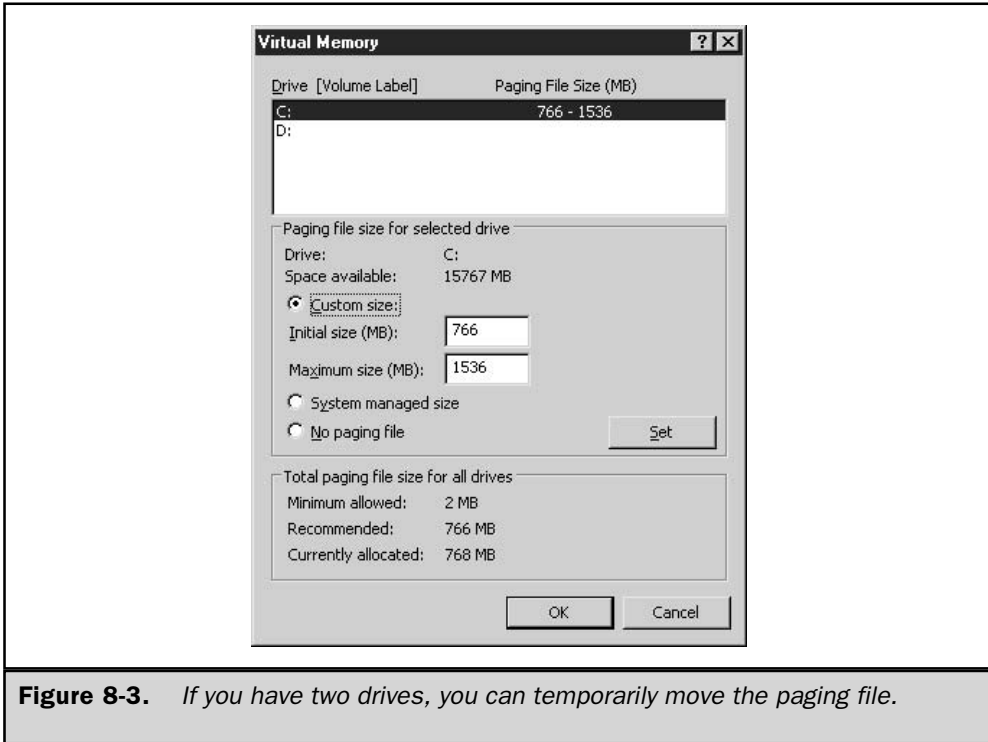 Virtual Memory
Drive [Volume Label] Paging File Size (MB)
C: 766 - 1536
D:
Paging file size for selected drive
Drive: C:
Space available: 15767 MB
Custom size:
Initial size (MB): 766
Maximum size (MB): 1536
System managed size
No paging file Set
Total paging file size for all drives
Minimum allowed: 2 MB
Recommended: 766 MB
Currently allocated: 768 MB
OK Cancel
Figure 8-3. If you have two drives, you can temporarily move the paging file.